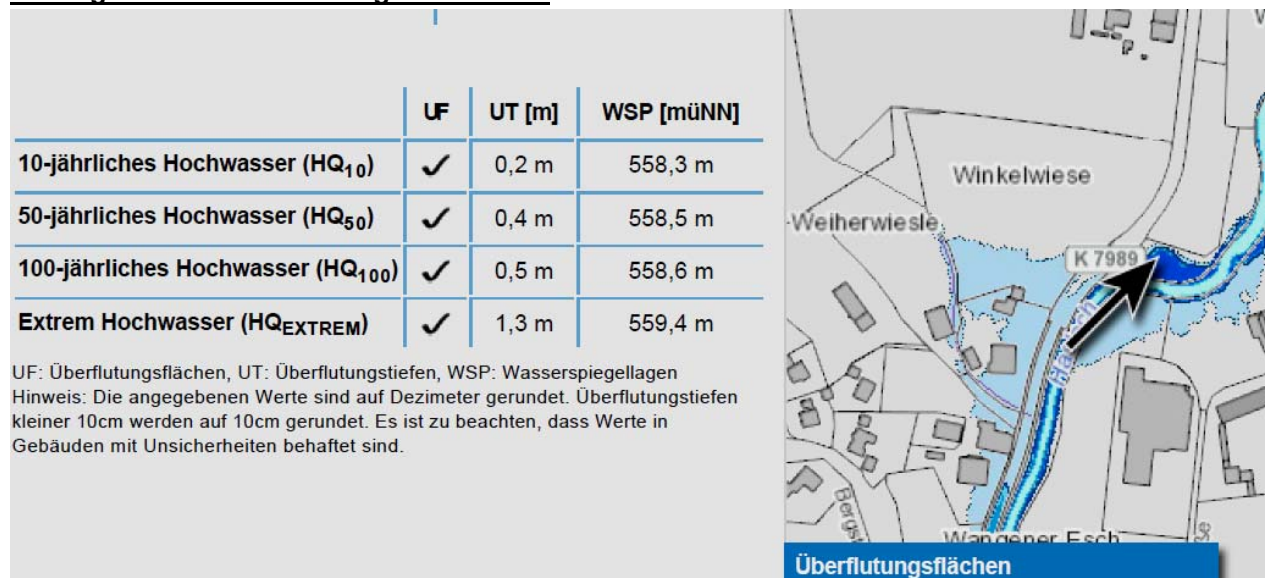 UF UT [m] WSP [müNN]
10-jährliches Hochwasser (HQ10) ✓ 0,2 m 558,3 m
50-jährliches Hochwasser (HQ50) ✓ 0,4 m 558,5 m
100-jährliches Hochwasser (HQ100) ✓ 0,5 m 558,6 m
Extrem Hochwasser (HQEXTREM) ✓ 1,3 m 559,4 m
UF: Überflutungsflächen, UT: Überflutungstiefen, WSP: Wasserspiegellagen
Hinweis: Die angegebenen Werte sind auf Dezimeter gerundet. Überflutungstiefen
kleiner 10cm werden auf 10cm gerundet. Es ist zu beachten, dass Werte in
Gebäuden mit Unsicherheiten behaftet sind.
Winkelwiese
Weiherwiesle
K 7989
Wangener Esch
Überflutungsflächen